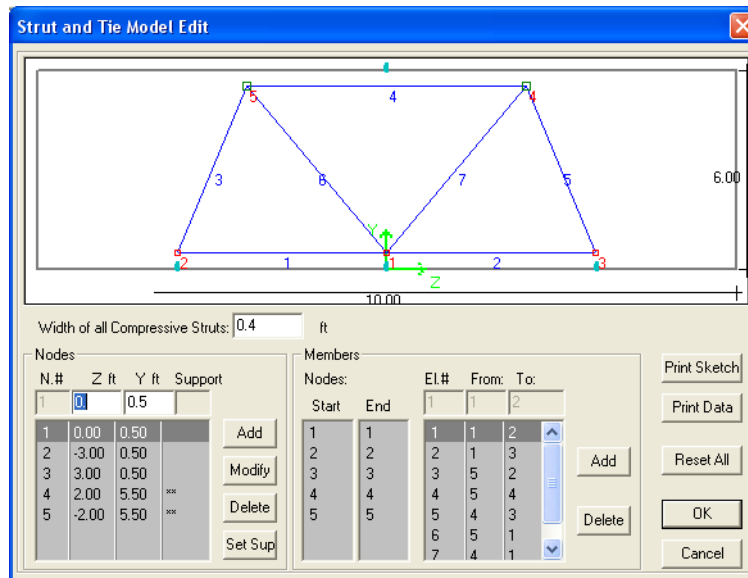 Strut and Tie Model Edit
5
4
4
3
6
7
5
6.00
Y
2
1
1
2
3
Z
10.00
Width of all Compressive Struts: 0.4 ft
Nodes
N.# Z ft Y ft Support
1 0. 0.5
1 0.00 0.50
2 -3.00 0.50
3 3.00 0.50
4 2.00 5.50 **
5 -2.00 5.50 **
Add
Modify
Delete
Set Sup
Members
Nodes: El.# From: To:
Start End
1 1 2
1 1
2 2
3 3
4 4
5 5
1 1 2
2 1 3
3 5 2
4 5 4
5 4 3
6 5 1
7 4 1
Add
Delete
Print Sketch
Print Data
Reset All
OK
Cancel